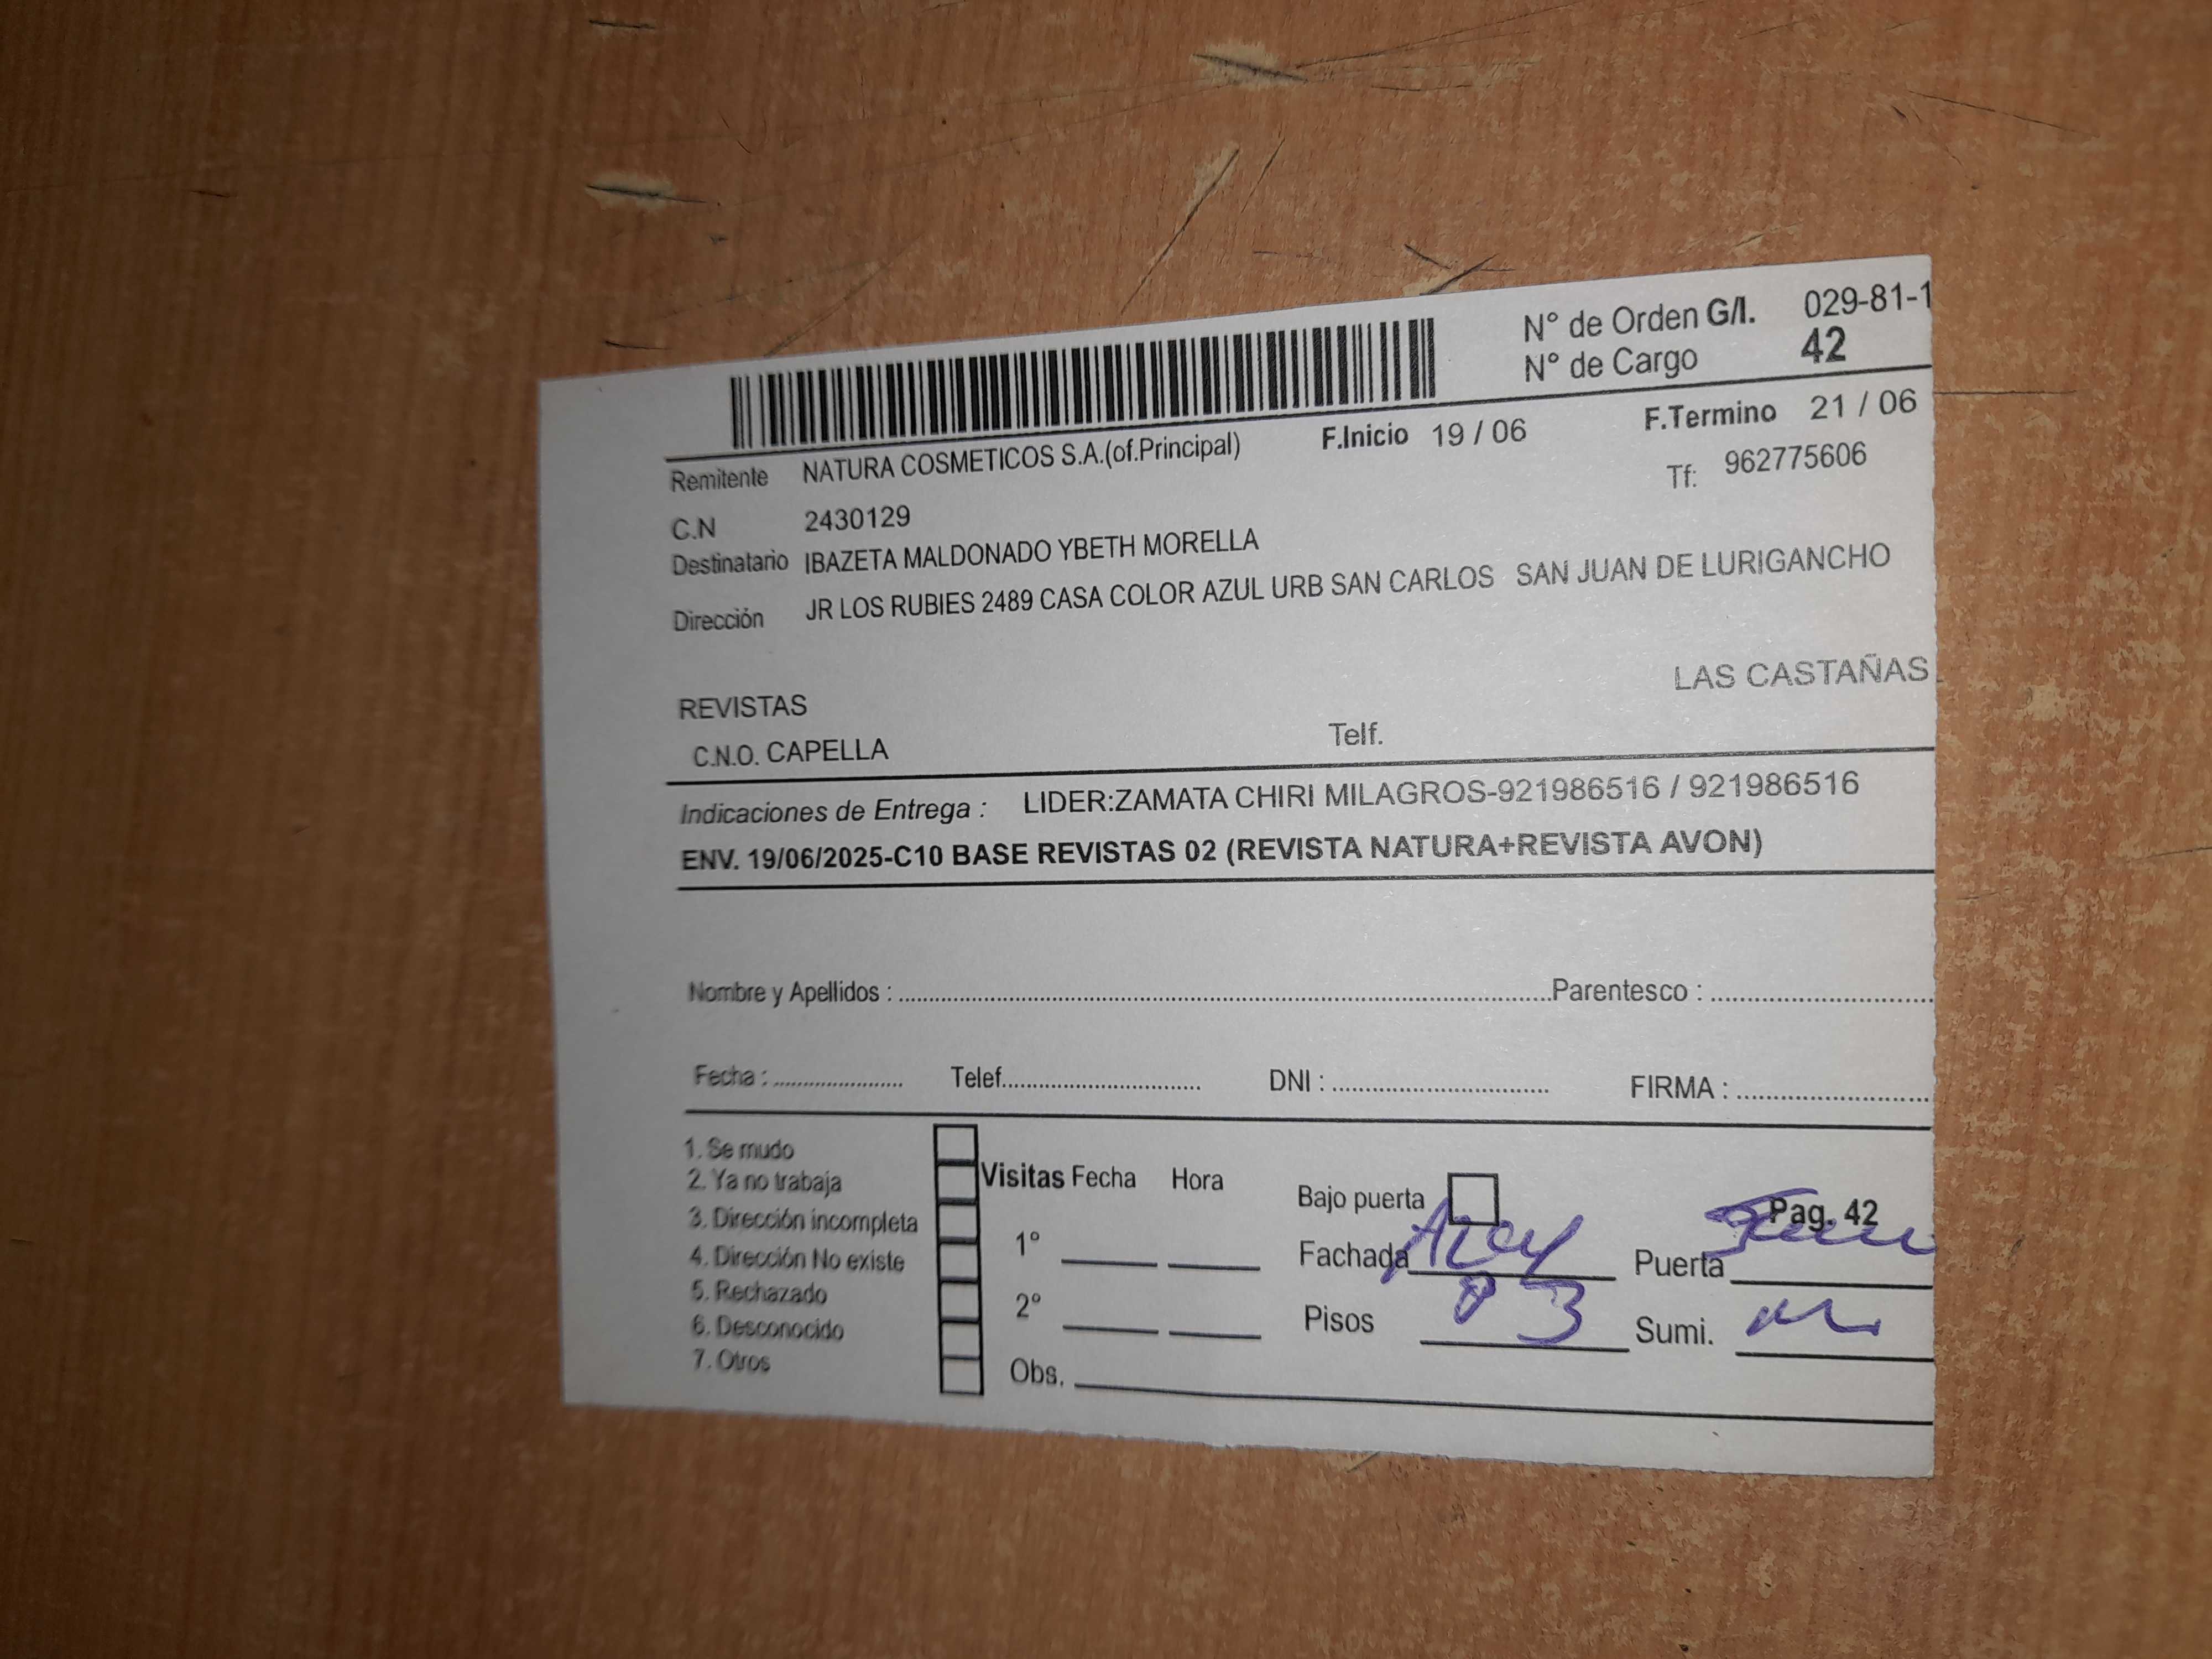 N° de Orden G/I. 029-81-1
N° de Cargo 42
F.Inicio 19 / 06 F.Termino 21 / 06
Remitente NATURA COSMETICOS S.A.(of.Principal) Tf: 962775606
C.N 2430129
Destinatario IBAZETA MALDONADO YBETH MORELLA
Dirección JR LOS RUBIES 2489 CASA COLOR AZUL URB SAN CARLOS SAN JUAN DE LURIGANCHO
LAS CASTAÑAS
REVISTAS
C.N.O. CAPELLA Telf.
Indicaciones de Entrega : LIDER:ZAMATA CHIRI MILAGROS-921986516 / 921986516
ENV. 19/06/2025-C10 BASE REVISTAS 02 (REVISTA NATURA+REVISTA AVON)
Nombre y Apellidos : Parentesco :
Fecha : Telef. DNI : FIRMA :
1. Se mudo
2. Ya no trabaja
3. Dirección incompleta
4. Dirección No existe
5. Rechazado
6. Desconocido
7. Otros
Visitas Fecha Hora
1°
2°
Obs.
Bajo puerta Pag. 42
Fachada Puerta
Pisos 3 Sumi.